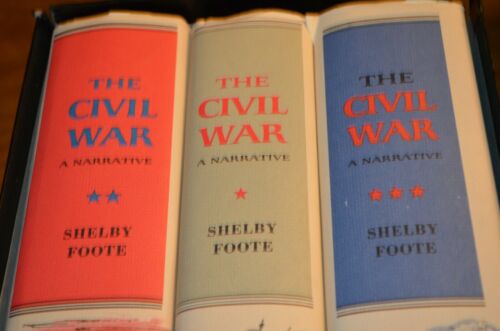 THE
CIVIL
WAR
A NARRATIVE
★★
SHELBY
FOOTE
THE
CIVIL
WAR
A NARRATIVE
★
SHELBY
FOOTE
THE
CIVIL
WAR
A NARRATIVE
★★★
SHELBY
FOOTE